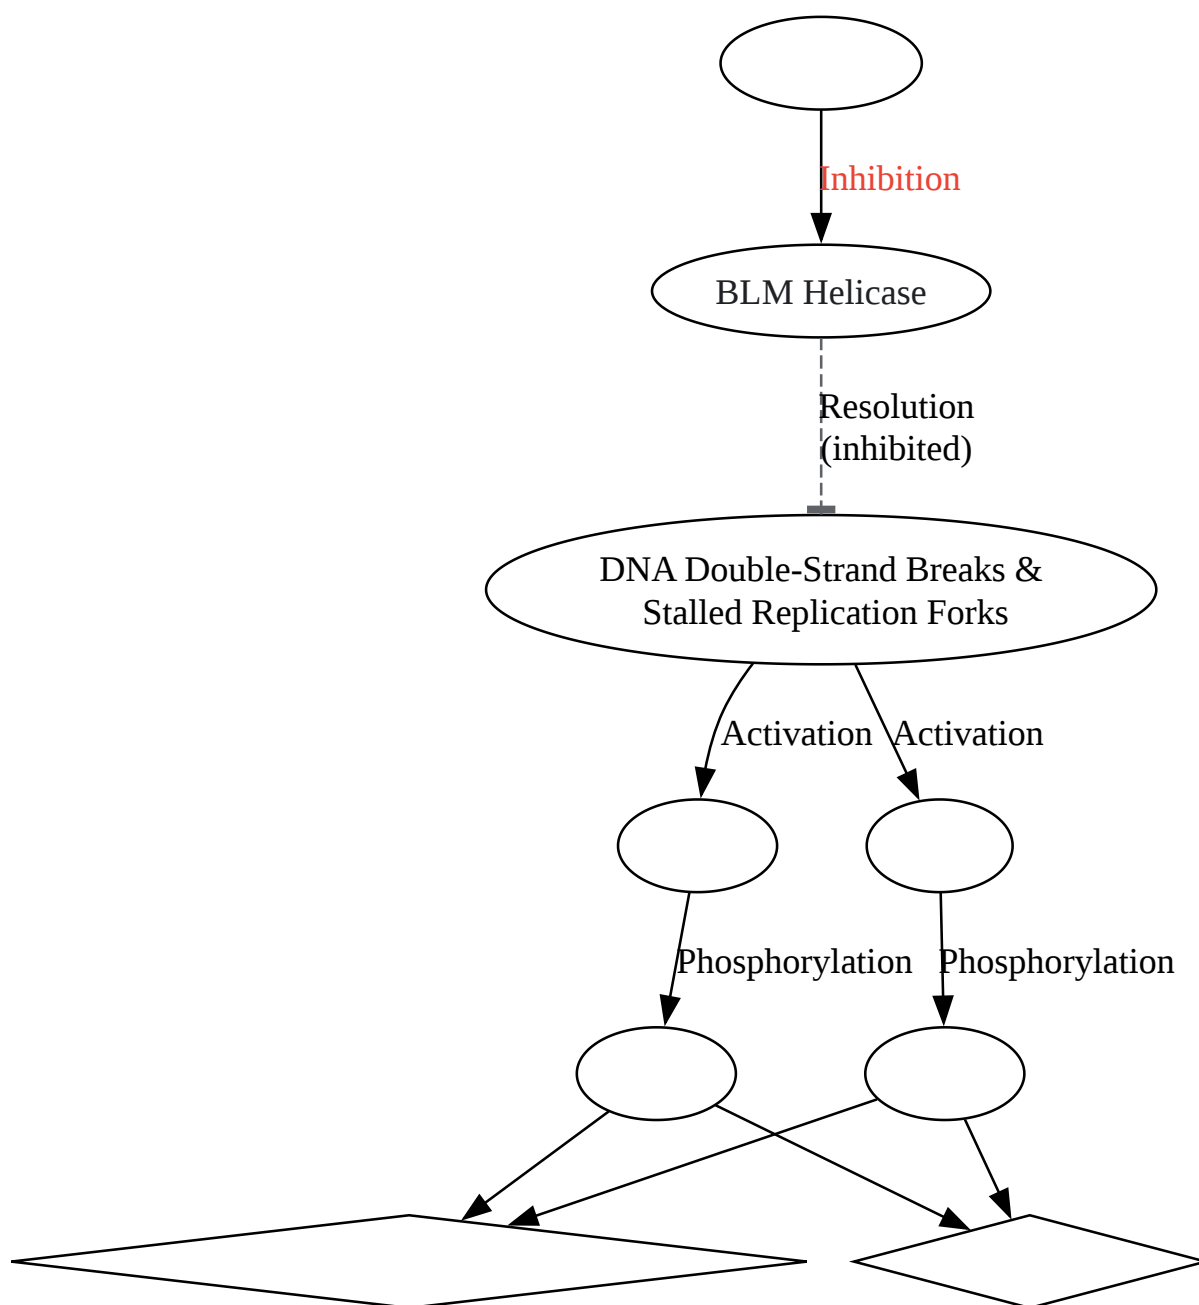 Inhibition
BLM Helicase
Resolution
(inhibited)
DNA Double-Strand Breaks &
Stalled Replication Forks
Activation
Activation
Phosphorylation
Phosphorylation